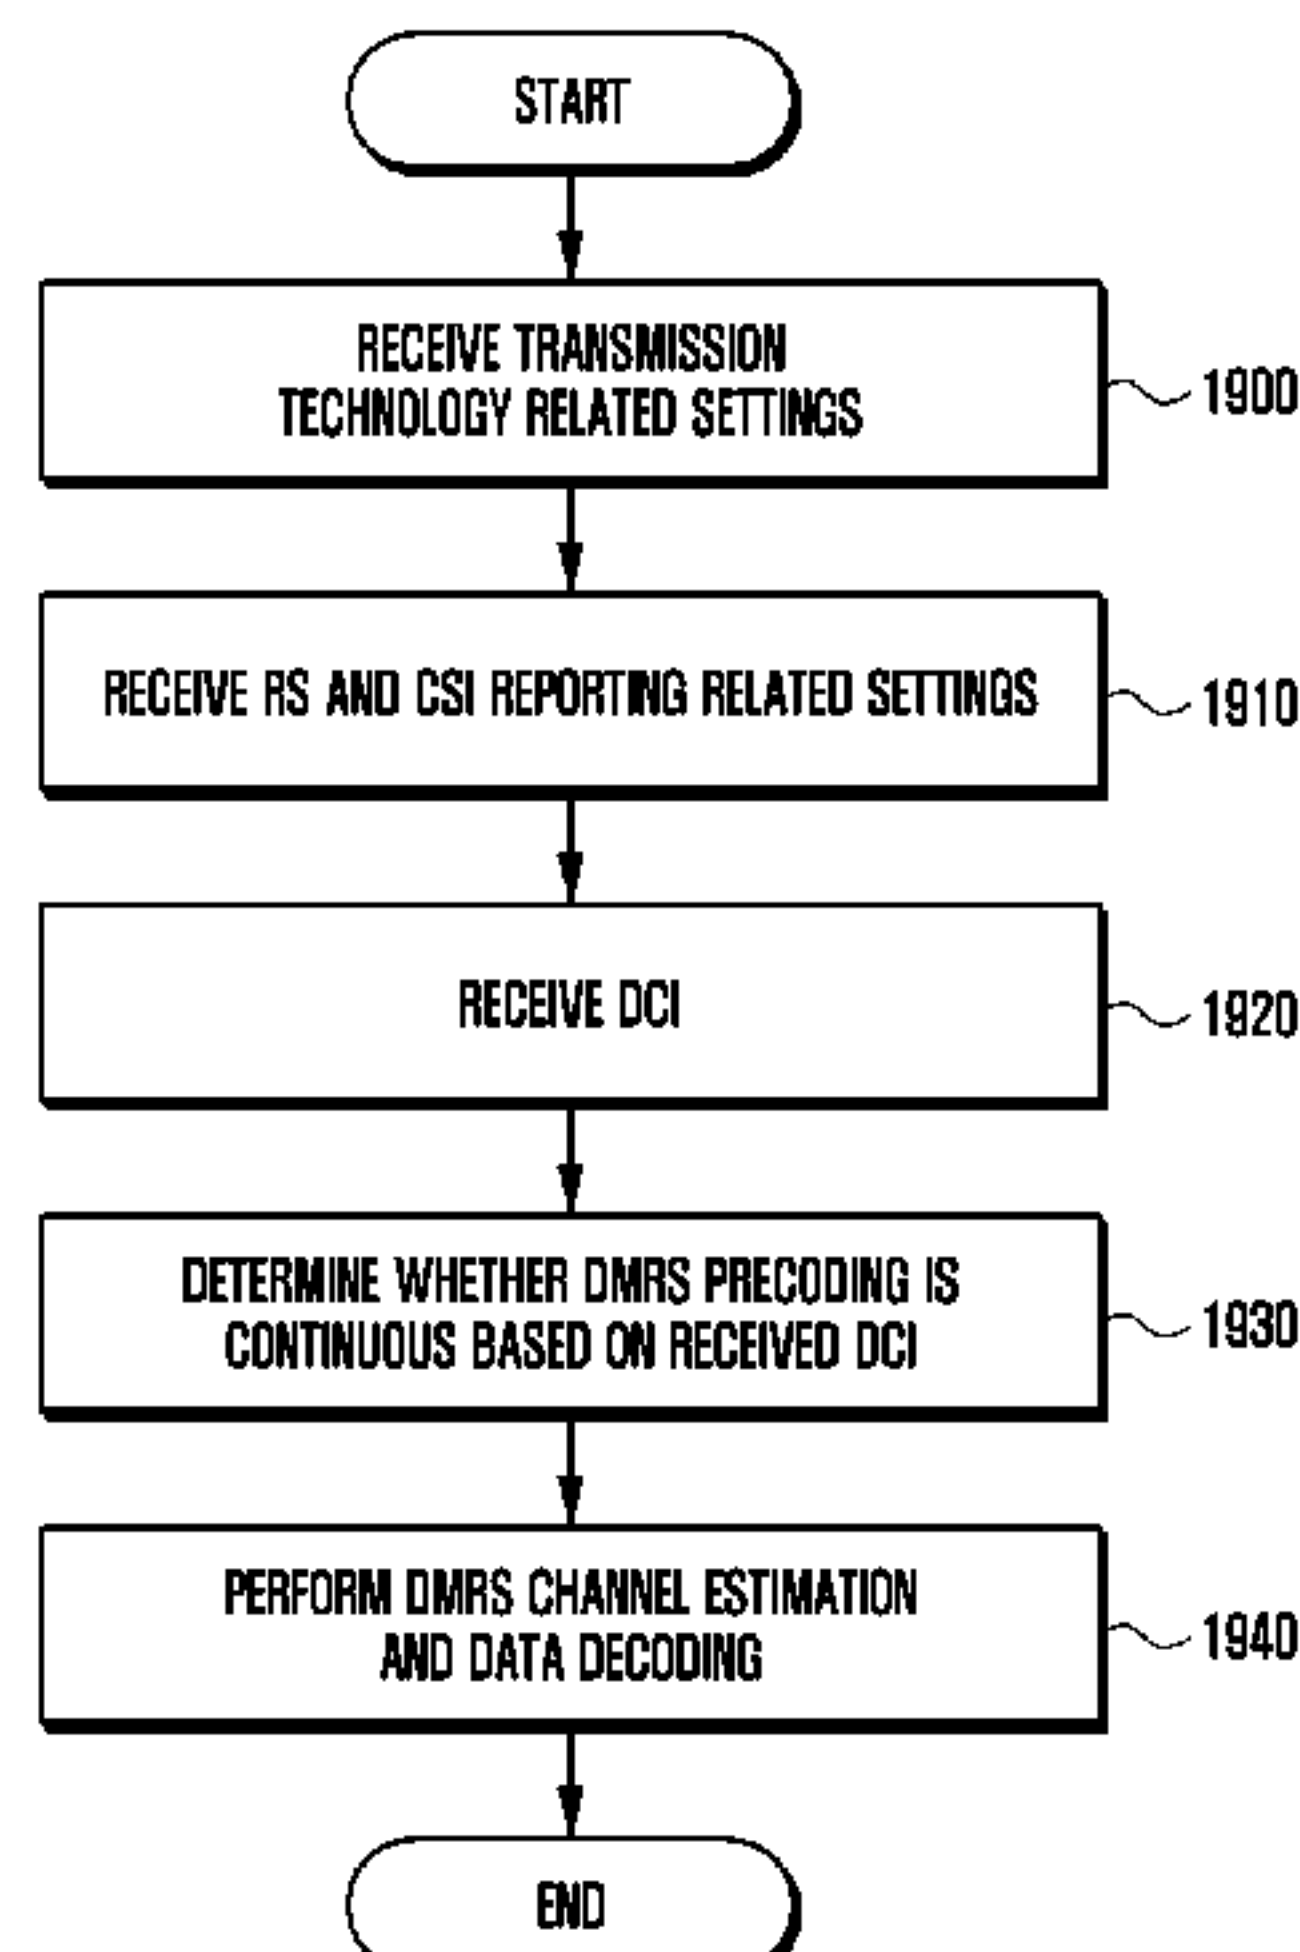 START
RECEIVE TRANSMISSION
TECHNOLOGY RELATED SETTINGS
1900
RECEIVE RS AND CSI REPORTING RELATED SETTINGS
1910
RECEIVE DCI
1920
DETERMINE WHETHER DMRS PRECODING IS
CONTINUOUS BASED ON RECEIVED DCI
1930
PERFORM DMRS CHANNEL ESTIMATION
AND DATA DECODING
1940
END